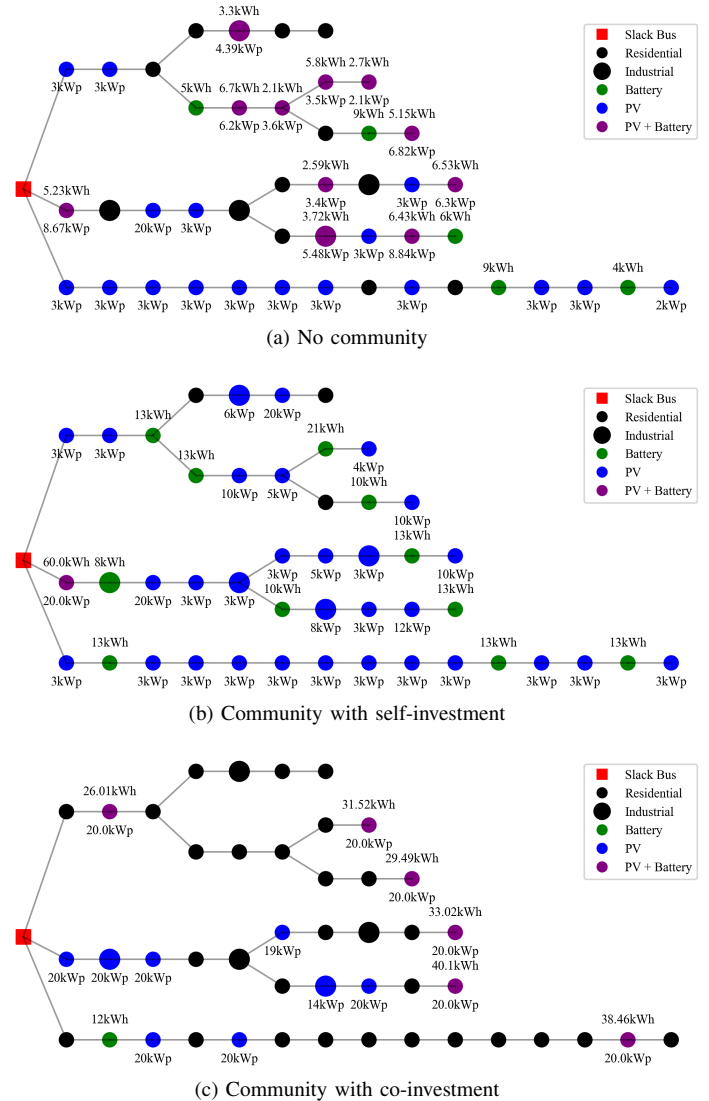 3.3kWh
4.39kWp
3kWp 3kWp
5kWh 6.7kWh 2.1kWh 5.8kWh 2.7kWh
6.2kWp 3.6kWp 3.5kWp 2.1kWp
9kWh 5.15kWh
6.82kWp
5.23kWh
8.67kWp 20kWp 3kWp
2.59kWh 6.53kWh
3.4kWp 3kWp 6.3kWp
3.72kWh 6.43kWh 6kWh
5.48kWp 3kWp 8.84kWp
9kWh 4kWh
3kWp 3kWp 3kWp 3kWp 3kWp 3kWp 3kWp 3kWp 3kWp 3kWp 2kWp
Slack Bus
Residential
Industrial
Battery
PV
PV + Battery
(a) No community
6kWp 20kWp
13kWh
3kWp 3kWp
13kWh 21kWh
10kWp 5kWp 4kWp
10kWh
10kWp
60.0kWh 8kWh
20.0kWp 20kWp 3kWp 3kWp
13kWh
3kWp 5kWp 3kWp 10kWp
10kWh 13kWh
8kWp 3kWp 12kWp
13kWh 13kWh 13kWh
3kWp 3kWp 3kWp 3kWp 3kWp 3kWp 3kWp 3kWp 3kWp 3kWp 3kWp 3kWp
Slack Bus
Residential
Industrial
Battery
PV
PV + Battery
(b) Community with self-investment
26.01kWh
20.0kWp
31.52kWh
20.0kWp
29.49kWh
20.0kWp
33.02kWh
19kWp 20.0kWp
20kWp 20kWp 20kWp
40.1kWh
14kWp 20kWp 20.0kWp
12kWh 38.46kWh
20kWp 20kWp 20.0kWp
Slack Bus
Residential
Industrial
Battery
PV
PV + Battery
(c) Community with co-investment